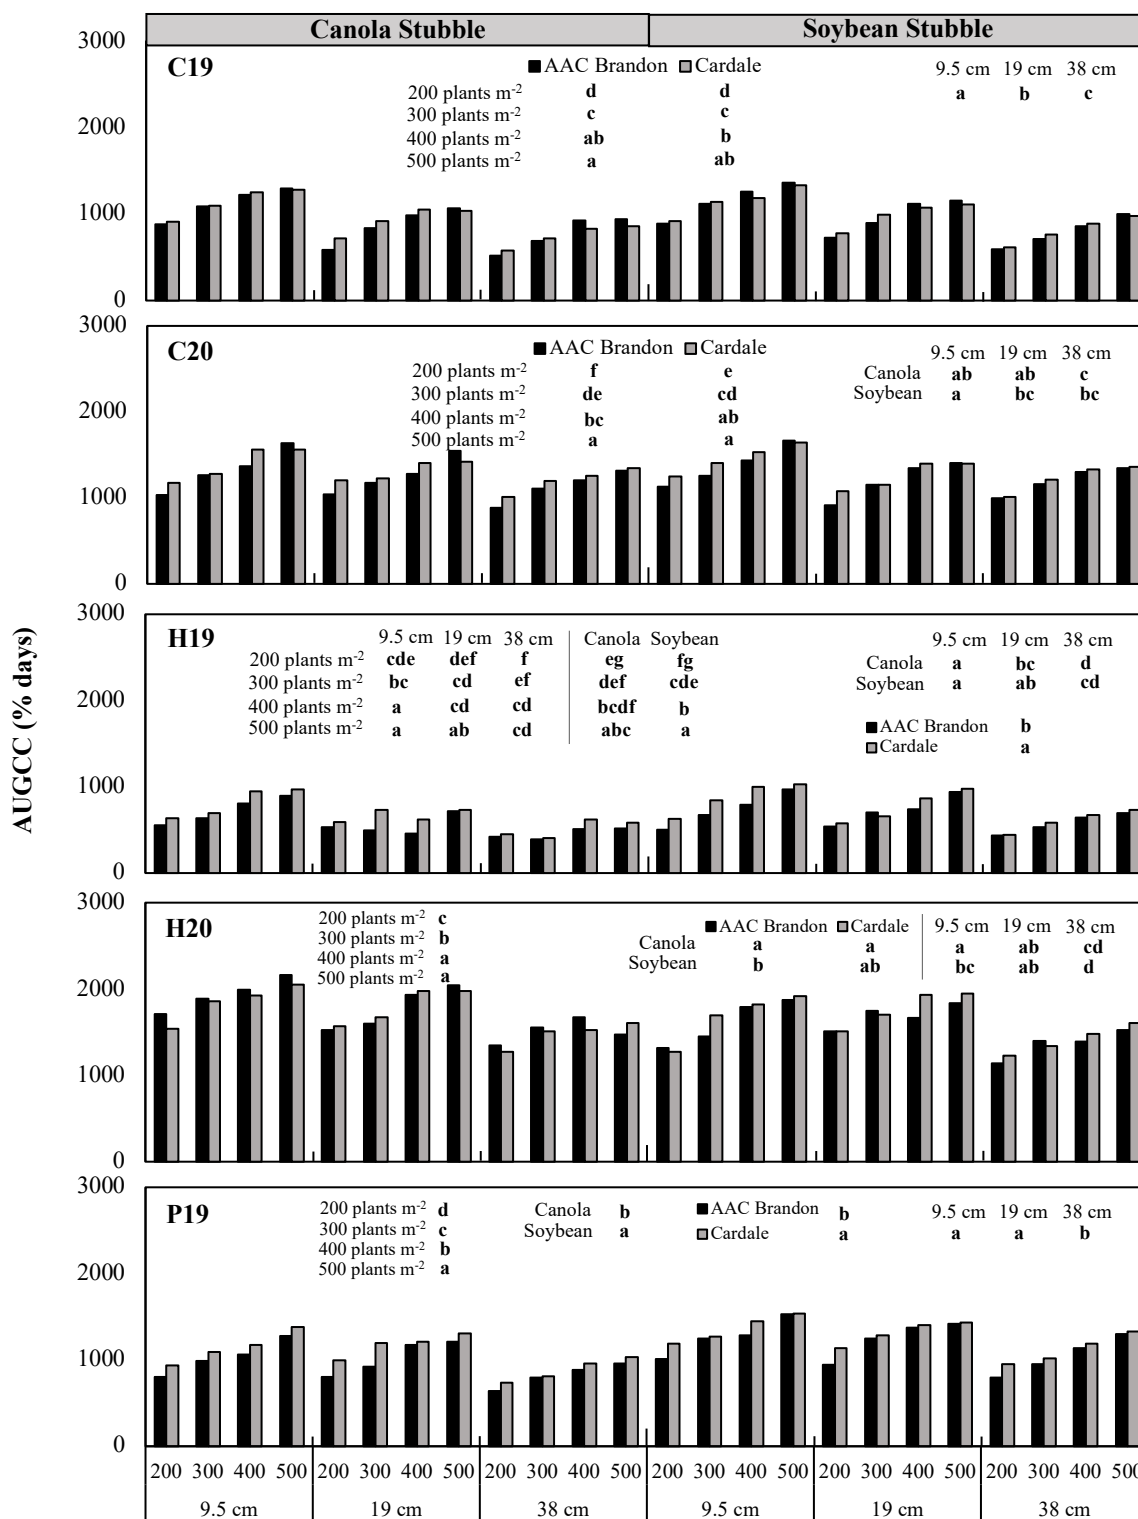 Canola Stubble Soybean Stubble
3000
C19 AAC Brandon Cardale 9.5 cm 19 cm 38 cm
200 plants m-2 d d a b c
300 plants m-2 c c
2000
400 plants m-2 ab b
500 plants m-2 a ab
1000
0
3000
C20 AAC Brandon Cardale 9.5 cm 19 cm 38 cm
200 plants m-2 f e Canola ab ab c
300 plants m-2 de cd Soybean a bc bc
2000
400 plants m-2 bc ab
500 plants m-2 a a
1000
0
3000
H19 9.5 cm 19 cm 38 cm Canola Soybean 9.5 cm 19 cm 38 cm
200 plants m-2 cde def f eg fg Canola a bc d
300 plants m-2 bc cd ef def cde Soybean a ab cd
2000
400 plants m-2 a cd cd bcdf b
500 plants m-2 a ab cd abc a AAC Brandon b
Cardale a
1000
0
AUGCC (% days)
3000
H20 200 plants m-2 c AAC Brandon Cardale 9.5 cm 19 cm 38 cm
300 plants m-2 b Canola a a a ab cd
400 plants m-2 a Soybean b ab bc ab d
500 plants m-2 a
2000
1000
0
3000
P19 200 plants m-2 d Canola b AAC Brandon b 9.5 cm 19 cm 38 cm
300 plants m-2 c Soybean a Cardale a a a b
400 plants m-2 b
500 plants m-2 a
2000
1000
0
200 300 400 500 200 300 400 500 200 300 400 500 200 300 400 500 200 300 400 500 200 300 400 500
9.5 cm 19 cm 38 cm 9.5 cm 19 cm 38 cm